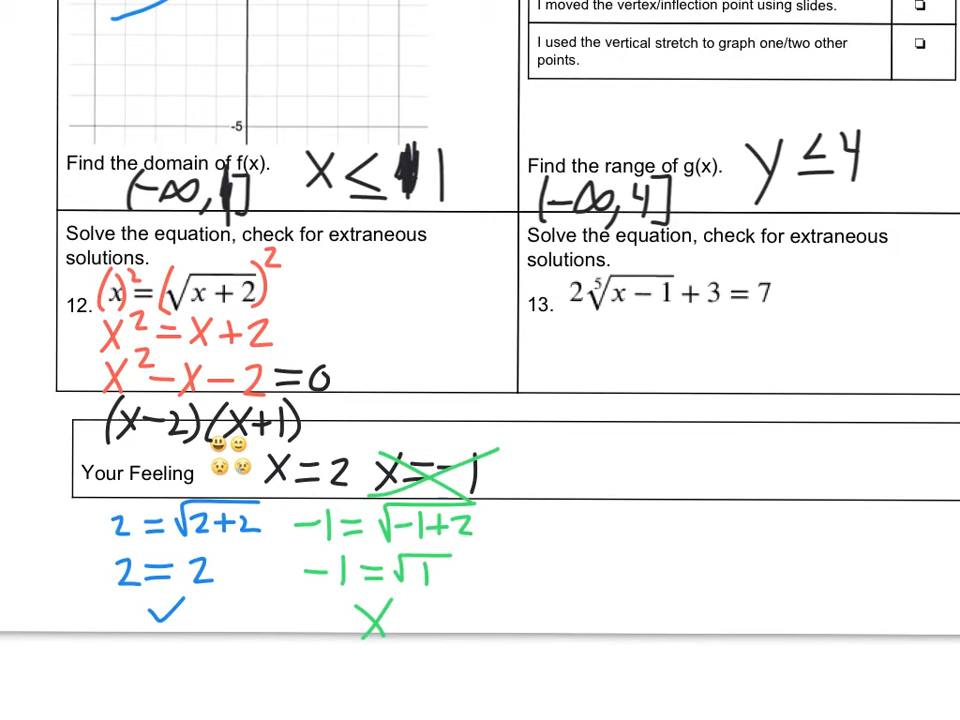 I moved the vertex/inflection point using slides.
I used the vertical stretch to graph one/two other
points.
-5
Find the domain of f(x). x ≤ 1
(-∞, 1]
Find the range of g(x). y ≤ 4
(-∞, 4]
Solve the equation, check for extraneous
solutions.
12. (x)² = (√(x + 2))²
x² = x + 2
x² - x - 2 = 0
(x-2)(x+1)
Your Feeling 😃😊😟😢 x = 2 x = -1
2 = √(2+2) -1 = √(-1+2)
2 = 2 -1 = √1
✓ X
Solve the equation, check for extraneous
solutions.
13. 2⁵√(x − 1) + 3 = 7